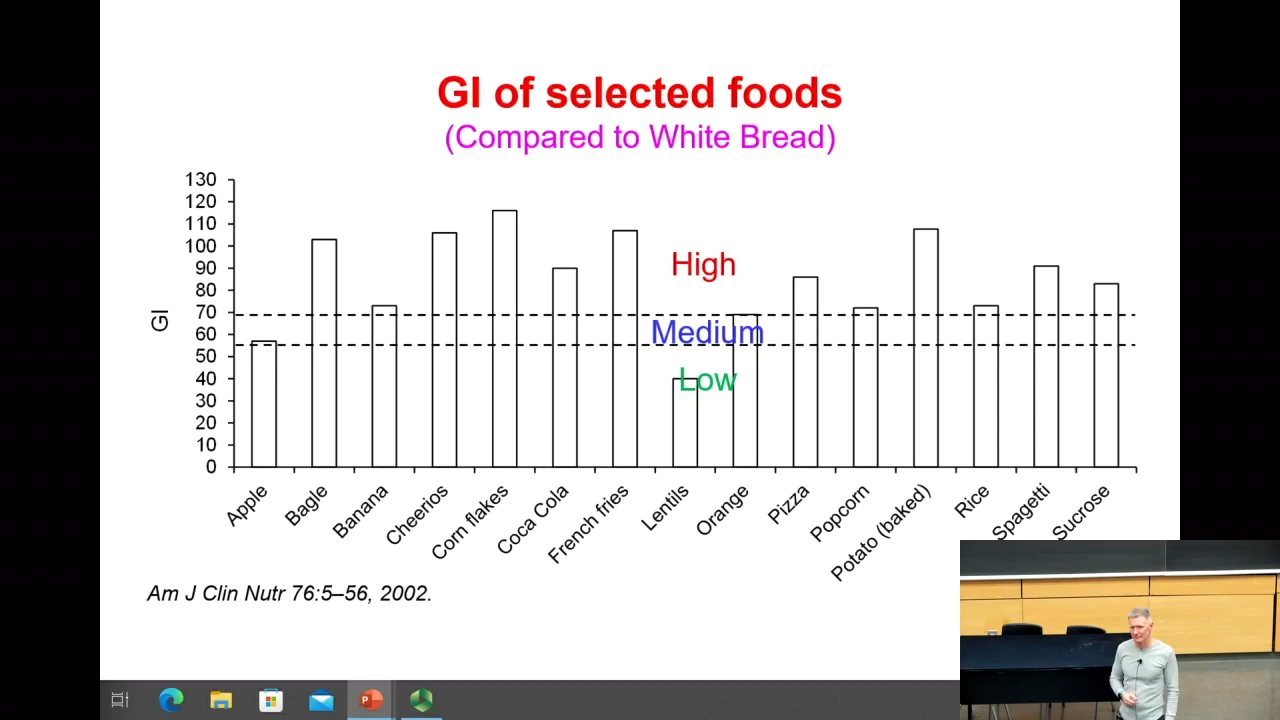 GI of selected foods
(Compared to White Bread)
130
120
110
100
90
80
70
60
50
40
30
20
10
0
GI
High
Medium
Low
Apple
Bagle
Banana
Cheerios
Corn flakes
Coca Cola
French fries
Lentils
Orange
Pizza
Popcorn
Potato (baked)
Rice
Spagetti
Sucrose
Am J Clin Nutr 76:5–56, 2002.
P